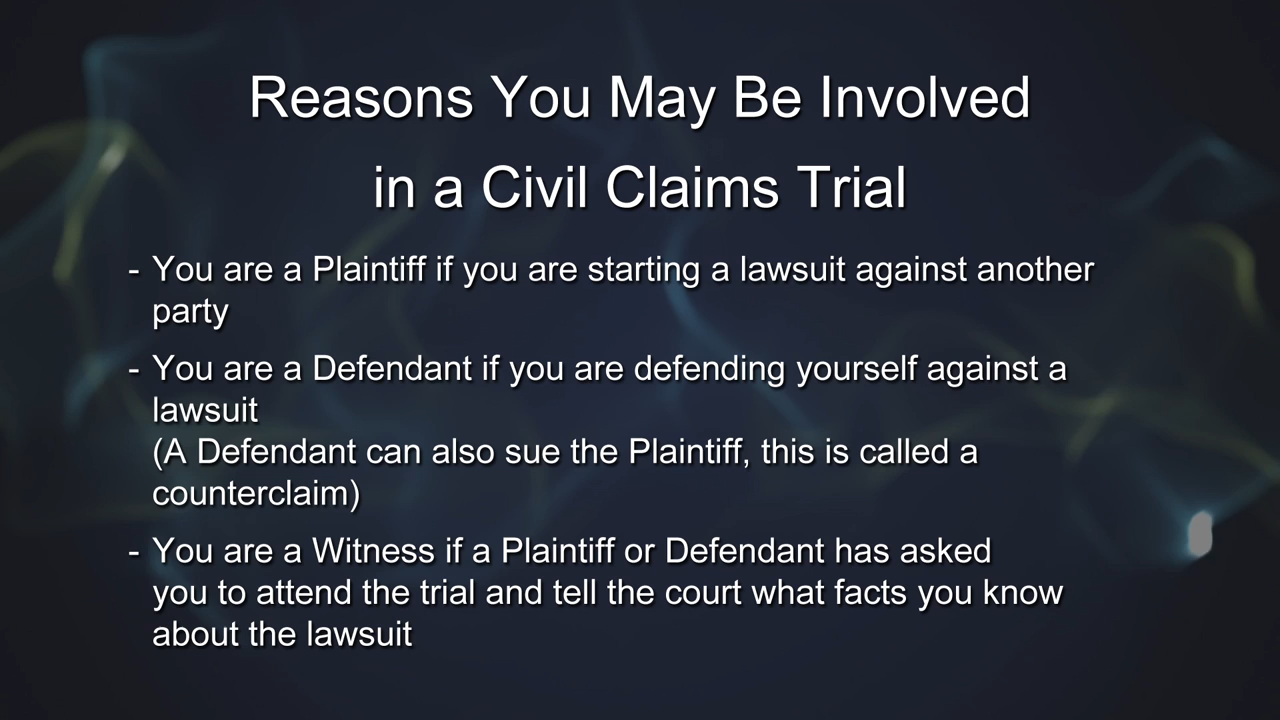 Reasons You May Be Involved
in a Civil Claims Trial
- You are a Plaintiff if you are starting a lawsuit against another
party
- You are a Defendant if you are defending yourself against a
lawsuit
(A Defendant can also sue the Plaintiff, this is called a
counterclaim)
- You are a Witness if a Plaintiff or Defendant has asked
you to attend the trial and tell the court what facts you know
about the lawsuit